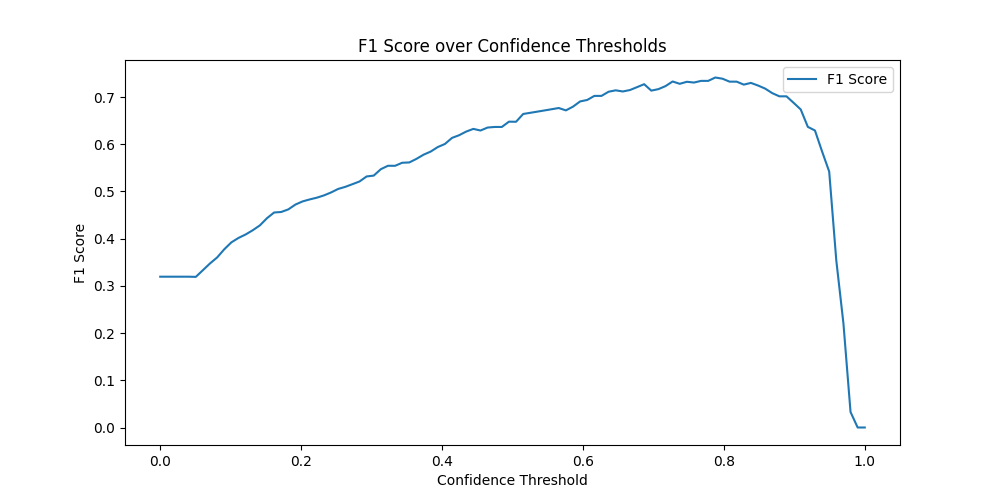 F1 Score over Confidence Thresholds
F1 Score
0.7
0.6
0.5
0.4
0.3
0.2
0.1
0.0
F1 Score
0.0 0.2 0.4 0.6 0.8 1.0
Confidence Threshold